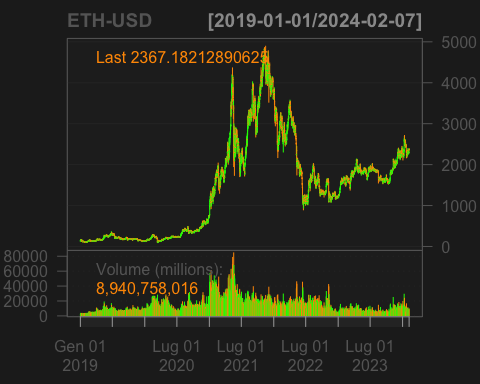 ETH-USD [2019-01-01/2024-02-07]
Last 2367.18212890625
5000
4000
3000
2000
1000
0
Volume (millions):
8,940,758,016
80000
60000
40000
20000
0
Gen 01 2019
Lug 01 2020
Lug 01 2021
Lug 01 2022
Lug 01 2023